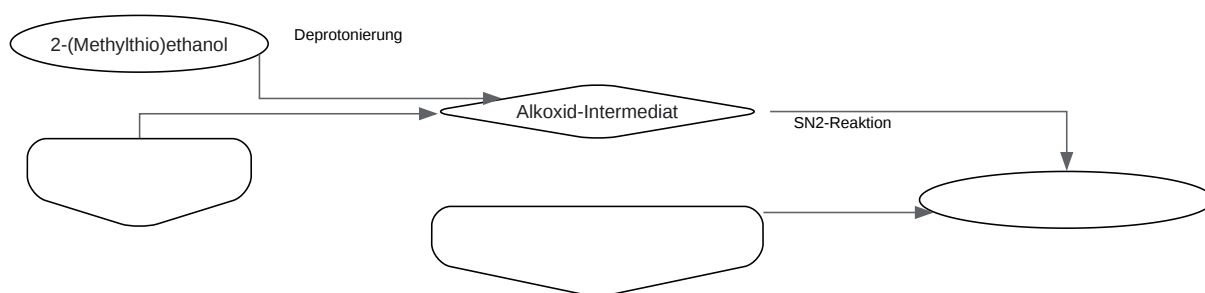 2-(Methylthio)ethanol
Deprotonierung
Alkoxid-Intermediat
SN2-Reaktion